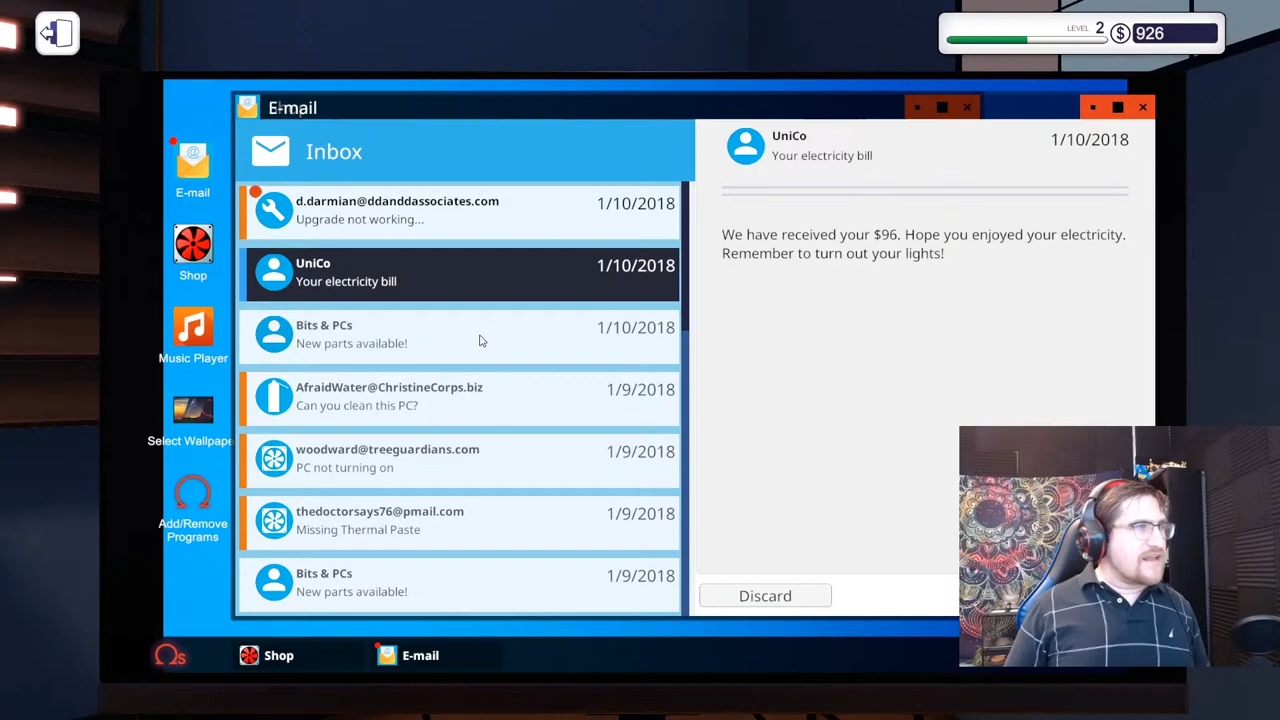 LEVEL 2 $ 926
E-mail
Inbox
d.darmian@ddanddassociates.com 1/10/2018
Upgrade not working...
UniCo 1/10/2018
Your electricity bill
Bits & PCs 1/10/2018
New parts available!
AfraidWater@ChristineCorps.biz 1/9/2018
Can you clean this PC?
woodward@treeguardians.com 1/9/2018
PC not turning on
thedoctorsays76@pmail.com 1/9/2018
Missing Thermal Paste
Bits & PCs 1/9/2018
New parts available!
UniCo 1/10/2018
Your electricity bill
We have received your $96. Hope you enjoyed your electricity.
Remember to turn out your lights!
Discard
E-mail
Shop
Music Player
Select Wallpape
Add/Remove
Programs
Ωs
Shop
E-mail